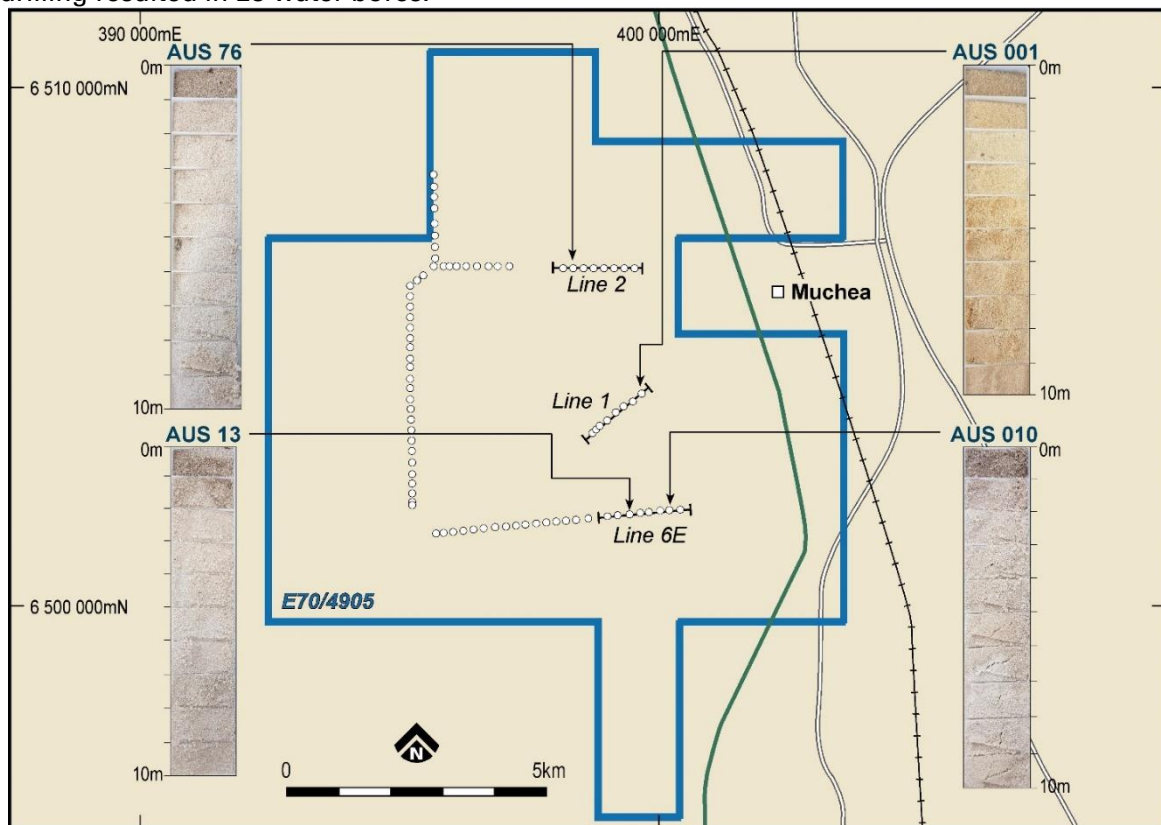 drilling resulted in 23 water bores.
390 000mE
400 000mE
AUS 76
AUS 001
0m
0m
6 510 000mN
Line 2
Muchea
10m
10m
Line 1
AUS 13
AUS 010
0m
0m
Line 6E
E70/4905
6 500 000mN
N
0
5km
10m
10m